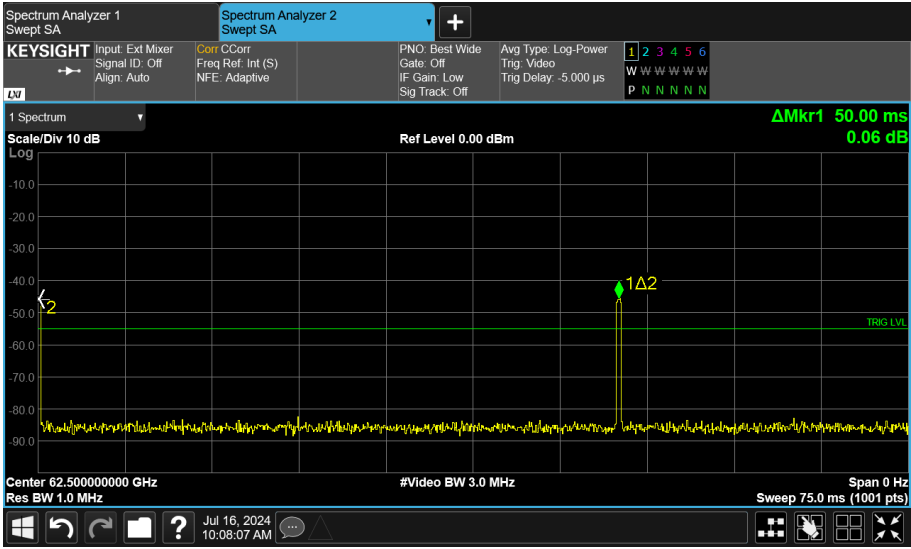 Spectrum Analyzer 1
Swept SA
Spectrum Analyzer 2
Swept SA
KEYSIGHT
LXI
Input: Ext Mixer
Signal ID: Off
Align: Auto
Corr CCorr
Freq Ref: Int (S)
NFE: Adaptive
PNO: Best Wide
Gate: Off
IF Gain: Low
Sig Track: Off
Avg Type: Log-Power
Trig: Video
Trig Delay: -5.000 µs
1 2 3 4 5 6
W W W W W W
P N N N N N
1 Spectrum
Scale/Div 10 dB
Ref Level 0.00 dBm
ΔMkr1 50.00 ms
0.06 dB
Log
-10.0
-20.0
-30.0
-40.0
-50.0
-60.0
-70.0
-80.0
-90.0
2
1Δ2
TRIG LVL
Center 62.500000000 GHz
Res BW 1.0 MHz
#Video BW 3.0 MHz
Span 0 Hz
Sweep 75.0 ms (1001 pts)
?
Jul 16, 2024
10:08:07 AM